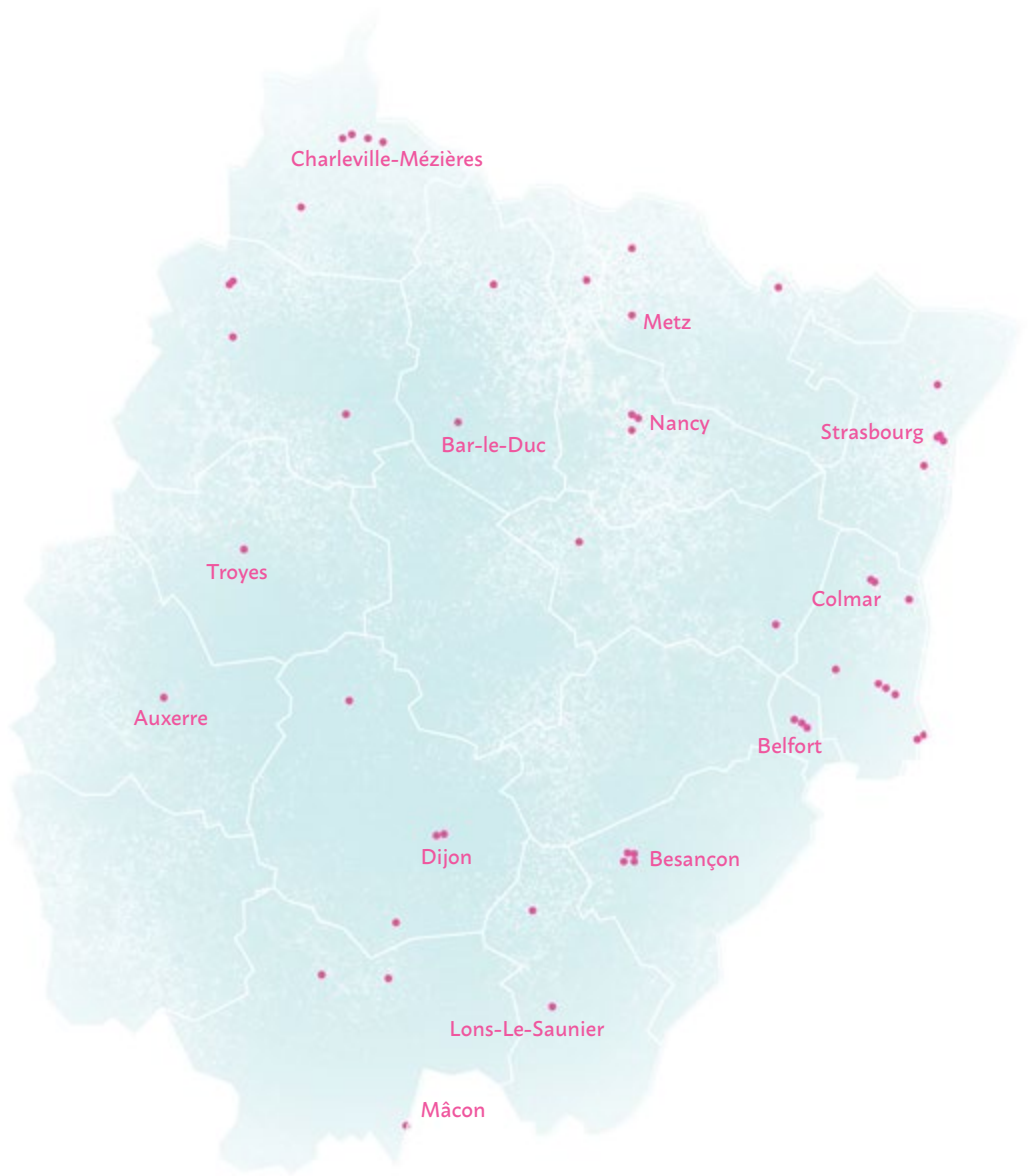 Charleville-Mézières
Metz
Nancy
Strasbourg
Bar-le-Duc
Troyes
Colmar
Auxerre
Belfort
Dijon
Besançon
Lons-Le-Saunier
Mâcon